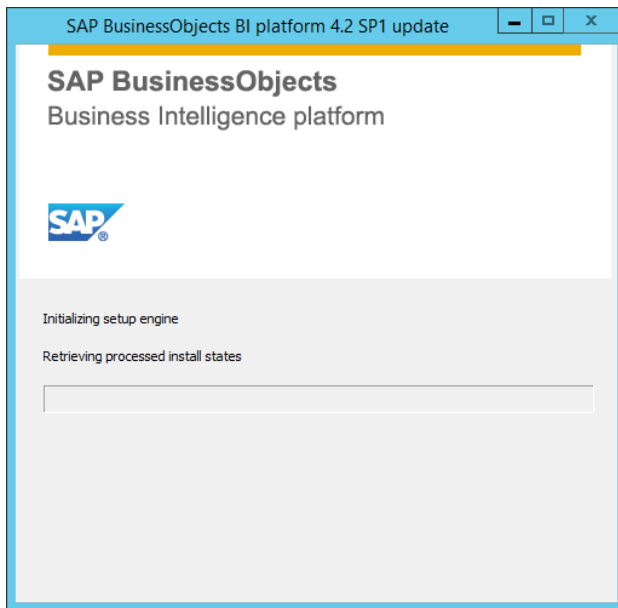 SAP BusinessObjects BI platform 4.2 SP1 update
SAP BusinessObjects
Business Intelligence platform
SAP®
Initializing setup engine
Retrieving processed install states